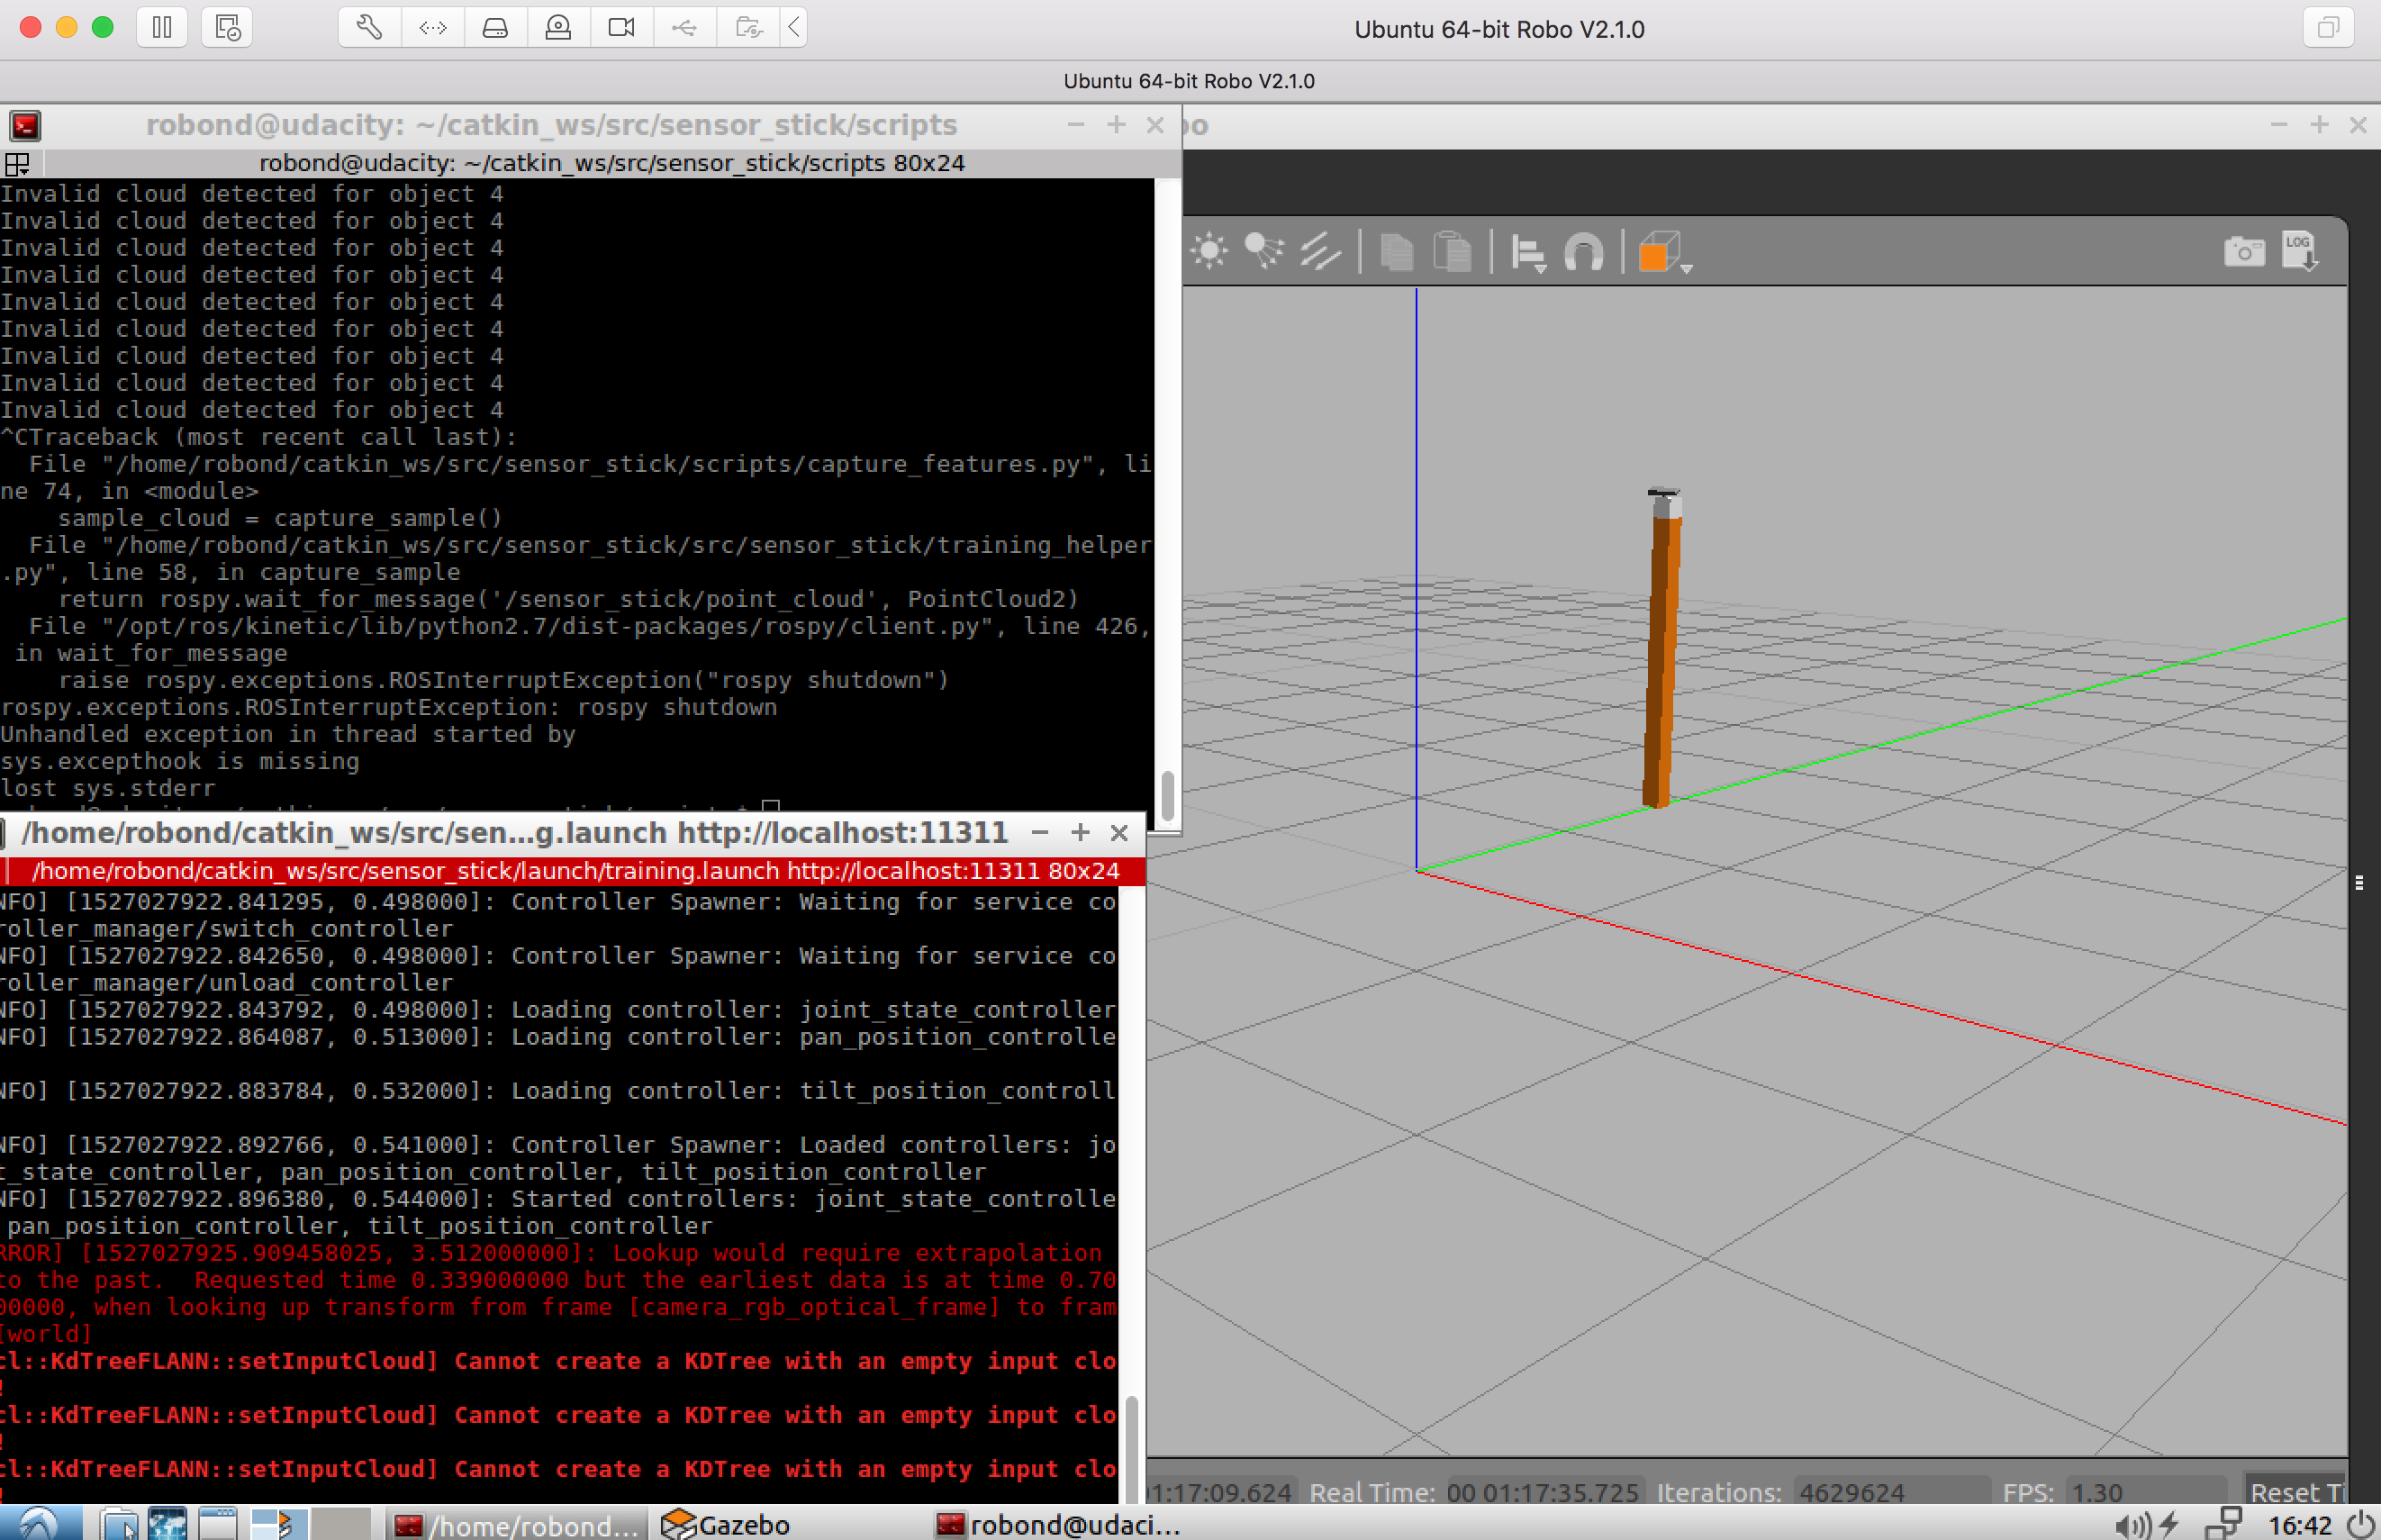 Ubuntu 64-bit Robo V2.1.0
Ubuntu 64-bit Robo V2.1.0
robond@udacity: ~/catkin_ws/src/sensor_stick/scripts
bo
robond@udacity: ~/catkin_ws/src/sensor_stick/scripts 80x24
Invalid cloud detected for object 4
Invalid cloud detected for object 4
Invalid cloud detected for object 4
Invalid cloud detected for object 4
Invalid cloud detected for object 4
Invalid cloud detected for object 4
Invalid cloud detected for object 4
Invalid cloud detected for object 4
Invalid cloud detected for object 4
^CTraceback (most recent call last):
File "/home/robond/catkin_ws/src/sensor_stick/scripts/capture_features.py", li
ne 74, in <module>
sample_cloud = capture_sample()
File "/home/robond/catkin_ws/src/sensor_stick/src/sensor_stick/training_helper
.py", line 58, in capture_sample
return rospy.wait_for_message('/sensor_stick/point_cloud', PointCloud2)
File "/opt/ros/kinetic/lib/python2.7/dist-packages/rospy/client.py", line 426,
in wait_for_message
raise rospy.exceptions.ROSInterruptException("rospy shutdown")
rospy.exceptions.ROSInterruptException: rospy shutdown
Unhandled exception in thread started by
sys.excepthook is missing
lost sys.stderr
LOG
/home/robond/catkin_ws/src/sen...g.launch http://localhost:11311
/home/robond/catkin_ws/src/sensor_stick/launch/training.launch http://localhost:11311 80x24
NFO] [1527027922.841295, 0.498000]: Controller Spawner: Waiting for service co
roller_manager/switch_controller
NFO] [1527027922.842650, 0.498000]: Controller Spawner: Waiting for service co
roller_manager/unload_controller
NFO] [1527027922.843792, 0.498000]: Loading controller: joint_state_controller
NFO] [1527027922.864087, 0.513000]: Loading controller: pan_position_controlle
NFO] [1527027922.883784, 0.532000]: Loading controller: tilt_position_controll
NFO] [1527027922.892766, 0.541000]: Controller Spawner: Loaded controllers: jo
t_state_controller, pan_position_controller, tilt_position_controller
NFO] [1527027922.896380, 0.544000]: Started controllers: joint_state_controlle
pan_position_controller, tilt_position_controller
RROR] [1527027925.909458025, 3.512000000]: Lookup would require extrapolation
to the past.  Requested time 0.339000000 but the earliest data is at time 0.70
00000, when looking up transform from frame [camera_rgb_optical_frame] to fram
[world]
cl::KdTreeFLANN::setInputCloud] Cannot create a KDTree with an empty input clo
!
cl::KdTreeFLANN::setInputCloud] Cannot create a KDTree with an empty input clo
!
cl::KdTreeFLANN::setInputCloud] Cannot create a KDTree with an empty input clo
!
01:17:09.624 Real Time: 00 01:17:35.725 Iterations: 4629624 FPS: 1.30 Reset Ti
/home/robond... Gazebo robond@udaci... 16:42